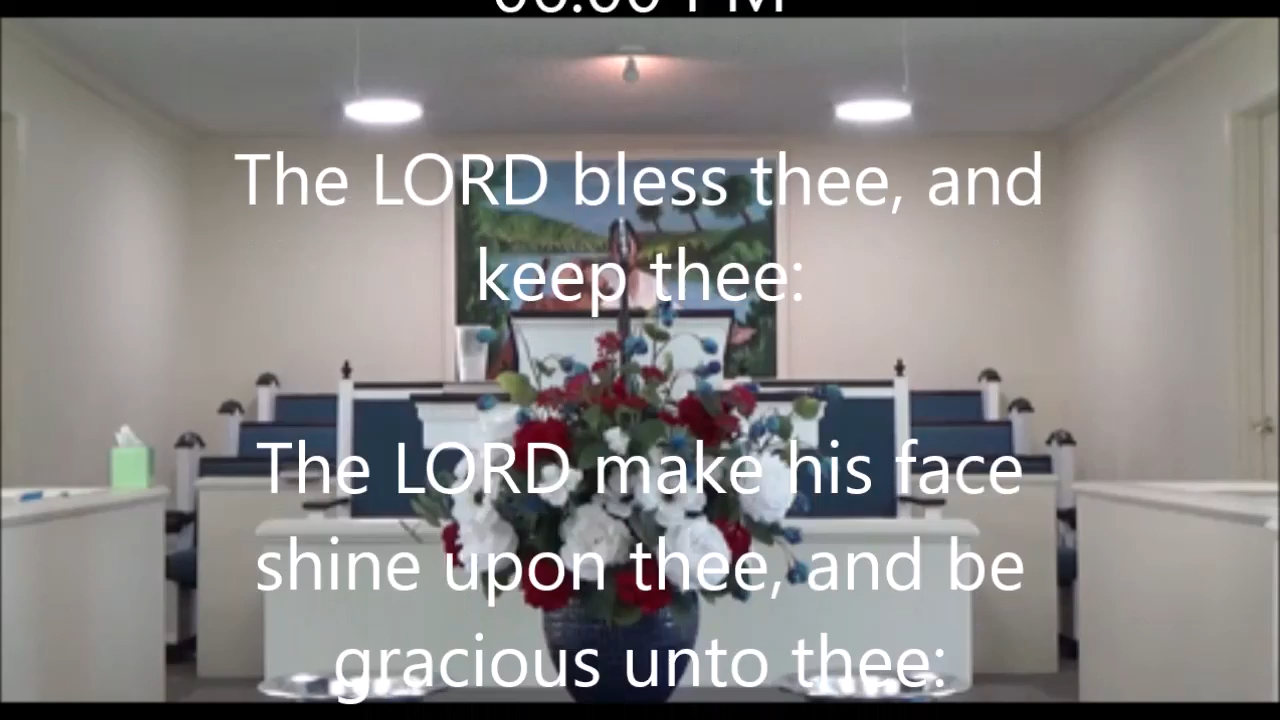 The LORD bless thee, and
keep thee:
The LORD make his face
shine upon thee, and be
gracious unto thee: